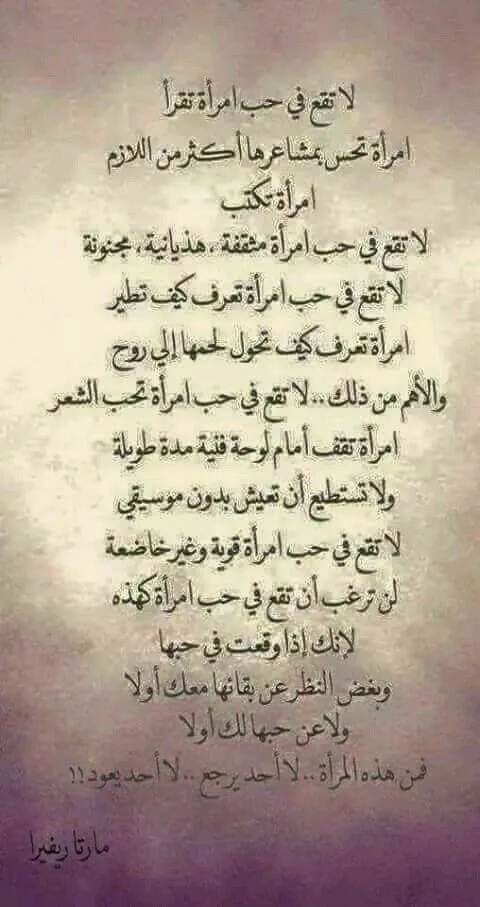 لا تقع في حب امرأة تقرأ
امرأة تحس بمشاعرها أكثر من اللازم
امرأة تكتب
لا تقع في حب امرأة مثقفة ، هذيانية ، مجنونة
لا تقع في حب امرأة تعرف كيف تطير
امرأة تعرف كيف تحول لحمها إلي روح
والأهم من ذلك .. لا تقع في حب امرأة تحب الشعر
امرأة تقف أمام لوحة فنية مدة طويلة
ولا تستطيع أن تعيش بدون موسيقي
لا تقع في حب امرأة قوية وغير خاضعة
لن ترغب أن تقع في حب امرأة كهذه
لإنك إذا وقعت في حبها
وبغض النظر عن بقائها معك أولا
ولا عن حبها لك أولا
فمن هذه المرأة .. لا أحد يرجع .. لا أحد يعود !!
مارتا ريفيرا